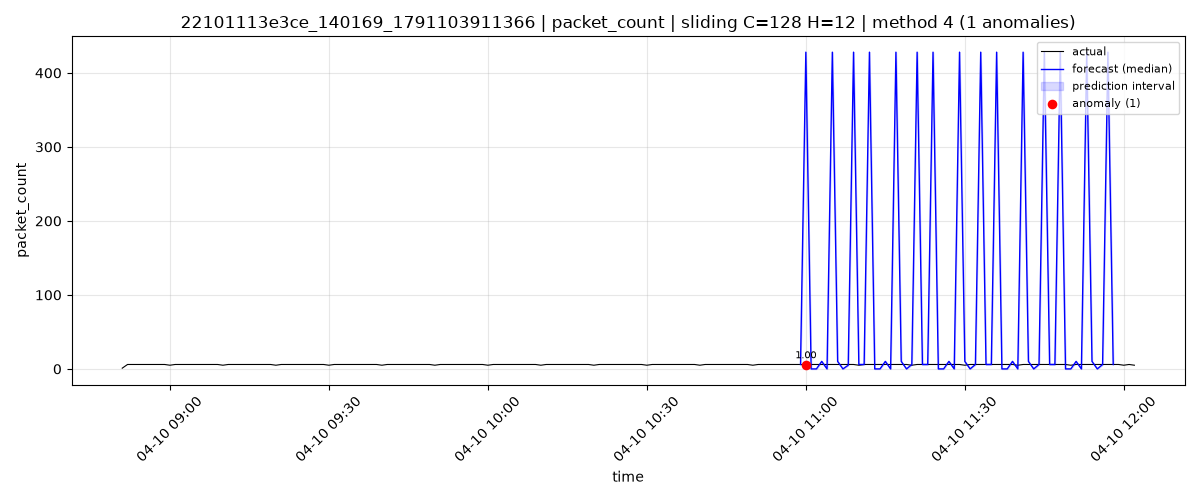 22101113e3ce_140169_1791103911366 | packet_count | sliding C=128 H=12 | method 4 (1 anomalies)
actual
forecast (median)
prediction interval
anomaly (1)
packet_count
400
300
200
100
0
1.00
04-10 09:00
04-10 09:30
04-10 10:00
04-10 10:30
04-10 11:00
04-10 11:30
04-10 12:00
time